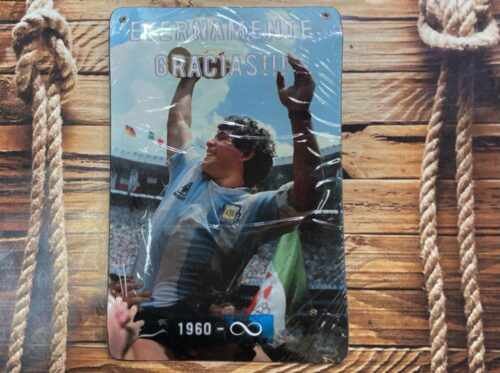 ETERNAMENTE,
GRACIAS!!!
1960 - ∞